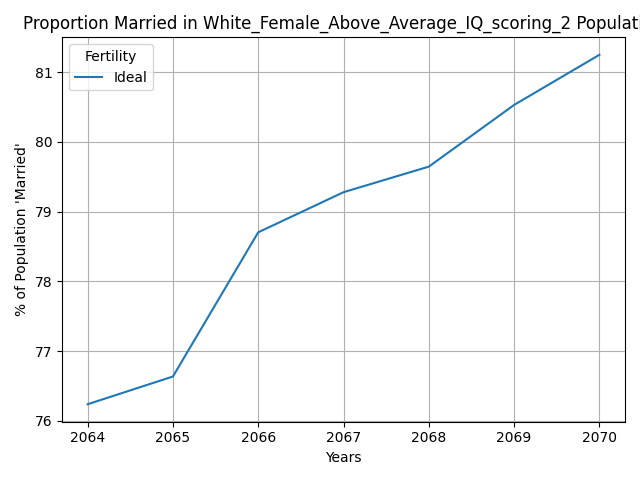 Proportion Married in White_Female_Above_Average_IQ_scoring_2 Populati
Fertility
Ideal
% of Population 'Married'
81
80
79
78
77
76
2064 2065 2066 2067 2068 2069 2070
Years